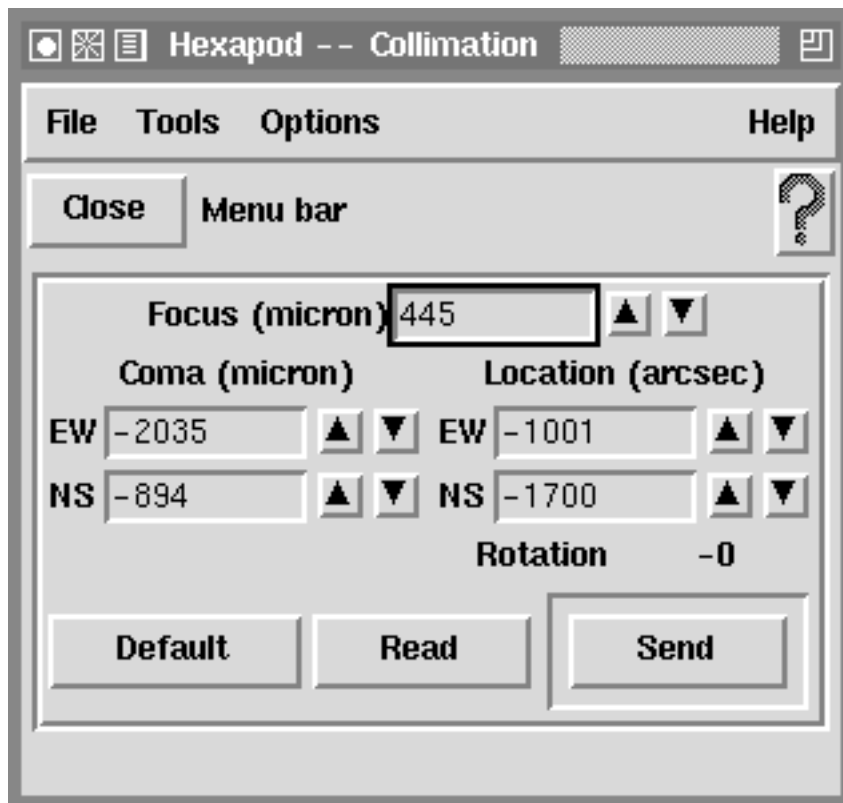 Hexapod -- Collimation
File Tools Options Help
Close Menu bar ?
Focus (micron) 445
Coma (micron) Location (arcsec)
EW -2035 EW -1001
NS -894 NS -1700
Rotation -0
Default Read Send